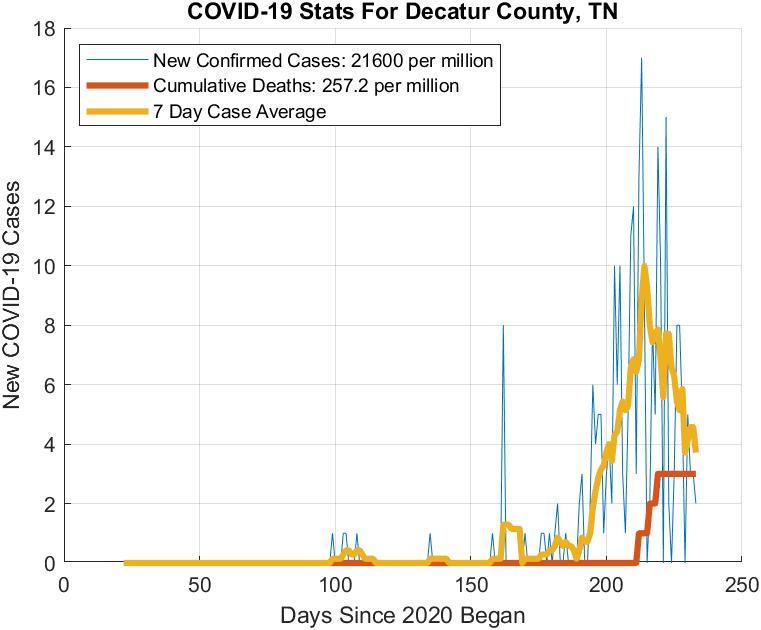 COVID-19 Stats For Decatur County, TN
New Confirmed Cases: 21600 per million
Cumulative Deaths: 257.2 per million
7 Day Case Average
New COVID-19 Cases
18
16
14
12
10
8
6
4
2
0
0 50 100 150 200 250
Days Since 2020 Began